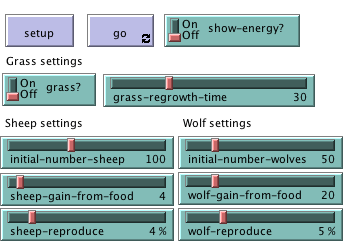 setup
go
On
Off
show-energy?
Grass settings
On
Off
grass?
grass-regrowth-time 30
Sheep settings
Wolf settings
initial-number-sheep 100
initial-number-wolves 50
sheep-gain-from-food 4
wolf-gain-from-food 20
sheep-reproduce 4 %
wolf-reproduce 5 %